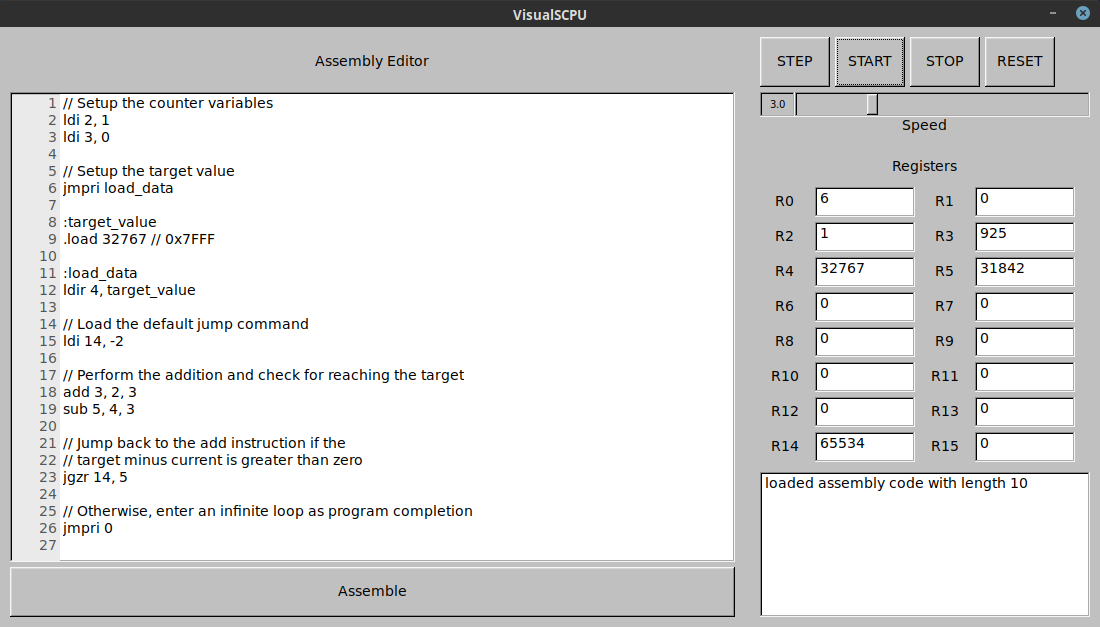 VisualSCPU
Assembly Editor
STEP START STOP RESET
3.0
Speed
1 // Setup the counter variables
2 ldi 2, 1
3 ldi 3, 0
4
5 // Setup the target value
6 jmpri load_data
7
8 :target_value
9 .load 32767 // 0x7FFF
10
11 :load_data
12 ldir 4, target_value
13
14 // Load the default jump command
15 ldi 14, -2
16
17 // Perform the addition and check for reaching the target
18 add 3, 2, 3
19 sub 5, 4, 3
20
21 // Jump back to the add instruction if the
22 // target minus current is greater than zero
23 jgzr 14, 5
24
25 // Otherwise, enter an infinite loop as program completion
26 jmpri 0
27
Assemble
Registers
R0 6 R1 0
R2 1 R3 925
R4 32767 R5 31842
R6 0 R7 0
R8 0 R9 0
R10 0 R11 0
R12 0 R13 0
R14 65534 R15 0
loaded assembly code with length 10